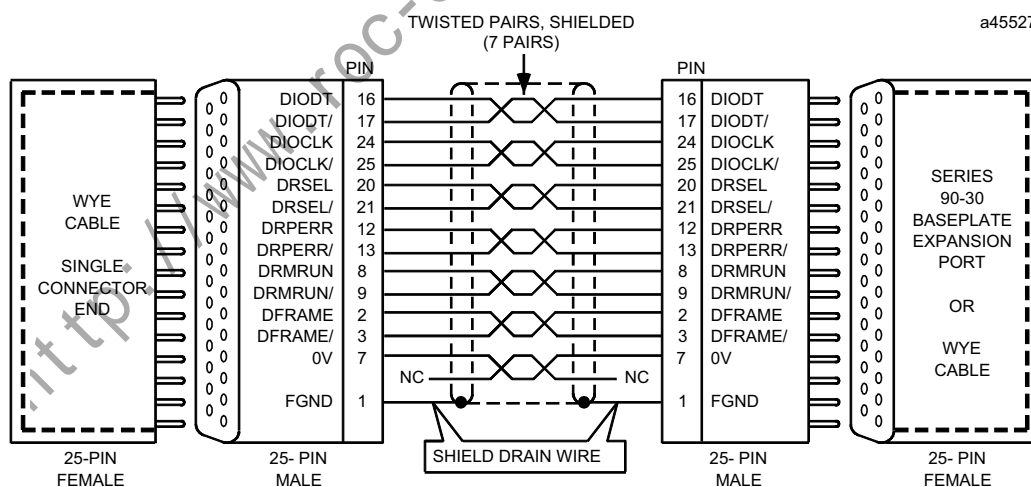 TWISTED PAIRS, SHIELDED
(7 PAIRS)
a45527
PIN PIN
DIODT 16 16 DIODT
DIODT/ 17 17 DIODT/
DIOCLK 24 24 DIOCLK
DIOCLK/ 25 25 DIOCLK/
DRSEL 20 20 DRSEL
DRSEL/ 21 21 DRSEL/
DRPERR 12 12 DRPERR
DRPERR/ 13 13 DRPERR/
DRMRUN 8 8 DRMRUN
DRMRUN/ 9 9 DRMRUN/
DFRAME 2 2 DFRAME
DFRAME/ 3 3 DFRAME/
0V 7 7 0V
NC NC
FGND 1 1 FGND
WYE
CABLE
SINGLE
CONNECTOR
END
SERIES
90-30
BASEPLATE
EXPANSION
PORT
OR
WYE
CABLE
SHIELD DRAIN WIRE
25-PIN
FEMALE
25- PIN
MALE
25- PIN
MALE
25- PIN
FEMALE
http://www.roc-